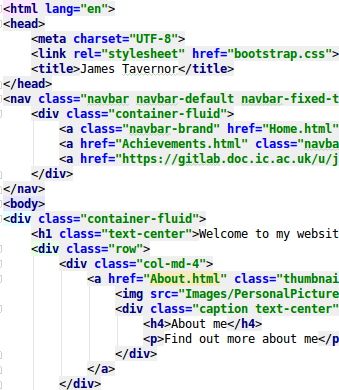 <html lang="en">
<head>
<meta charset="UTF-8">
<link rel="stylesheet" href="bootstrap.css">
<title>James Tavernor</title>
</head>
<nav class="navbar navbar-default navbar-fixed-t
<div class="container-fluid">
<a class="navbar-brand" href="Home.html"
<a href="Achievements.html" class="navba
<a href="https://gitlab.doc.ic.ac.uk/u/j
</div>
</nav>
<body>
<div class="container-fluid">
<h1 class="text-center">Welcome to my websit
<div class="row">
<div class="col-md-4">
<a href="About.html" class="thumbnai
<img src="Images/PersonalPicture
<div class="caption text-center"
<h4>About me</h4>
<p>Find out more about me</p
</div>
</a>
</div>